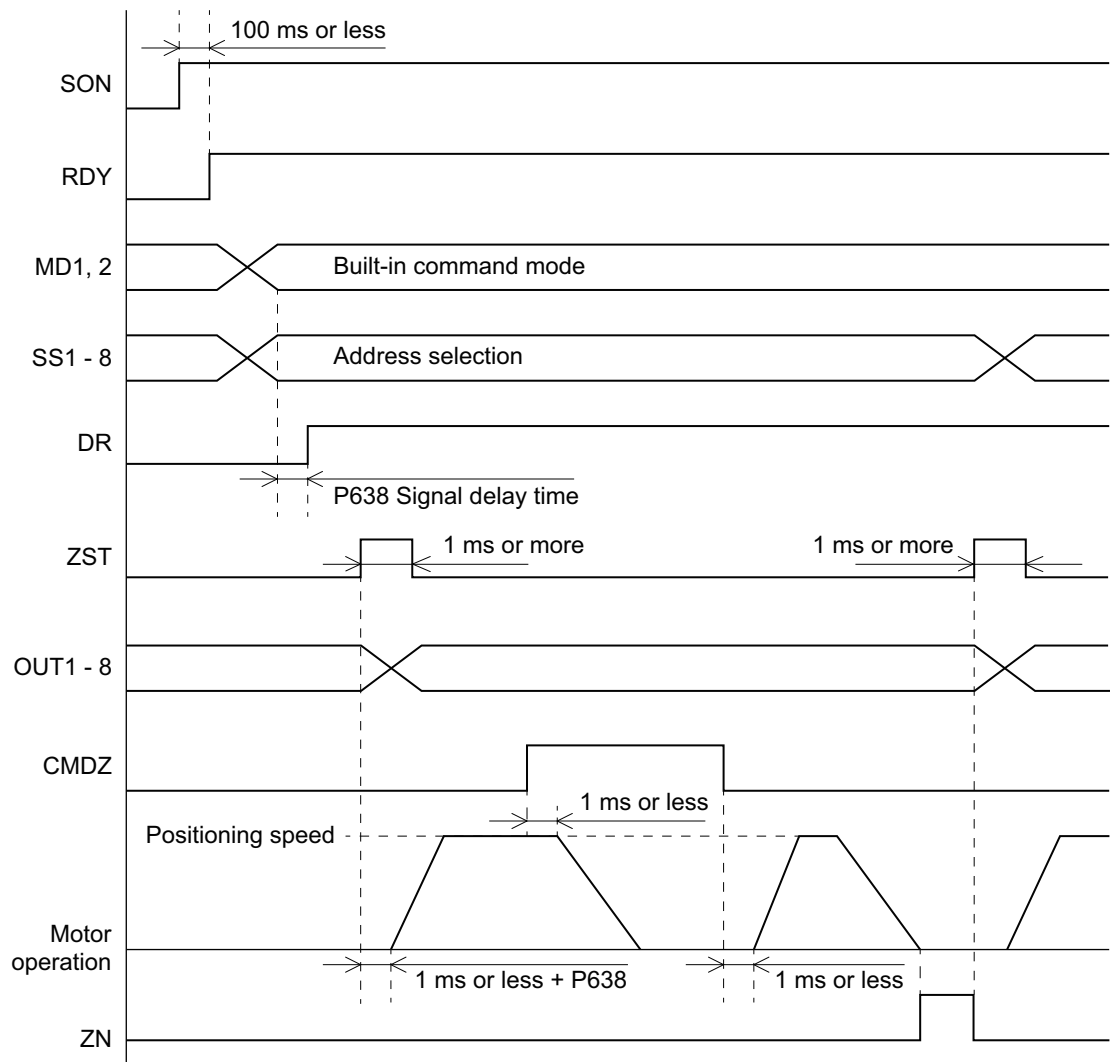 100 ms or less
SON
RDY
MD1, 2
Built-in command mode
SS1 - 8
Address selection
DR
P638 Signal delay time
ZST
1 ms or more
1 ms or more
OUT1 - 8
CMDZ
1 ms or less
Positioning speed
Motor
operation
1 ms or less + P638
1 ms or less
ZN